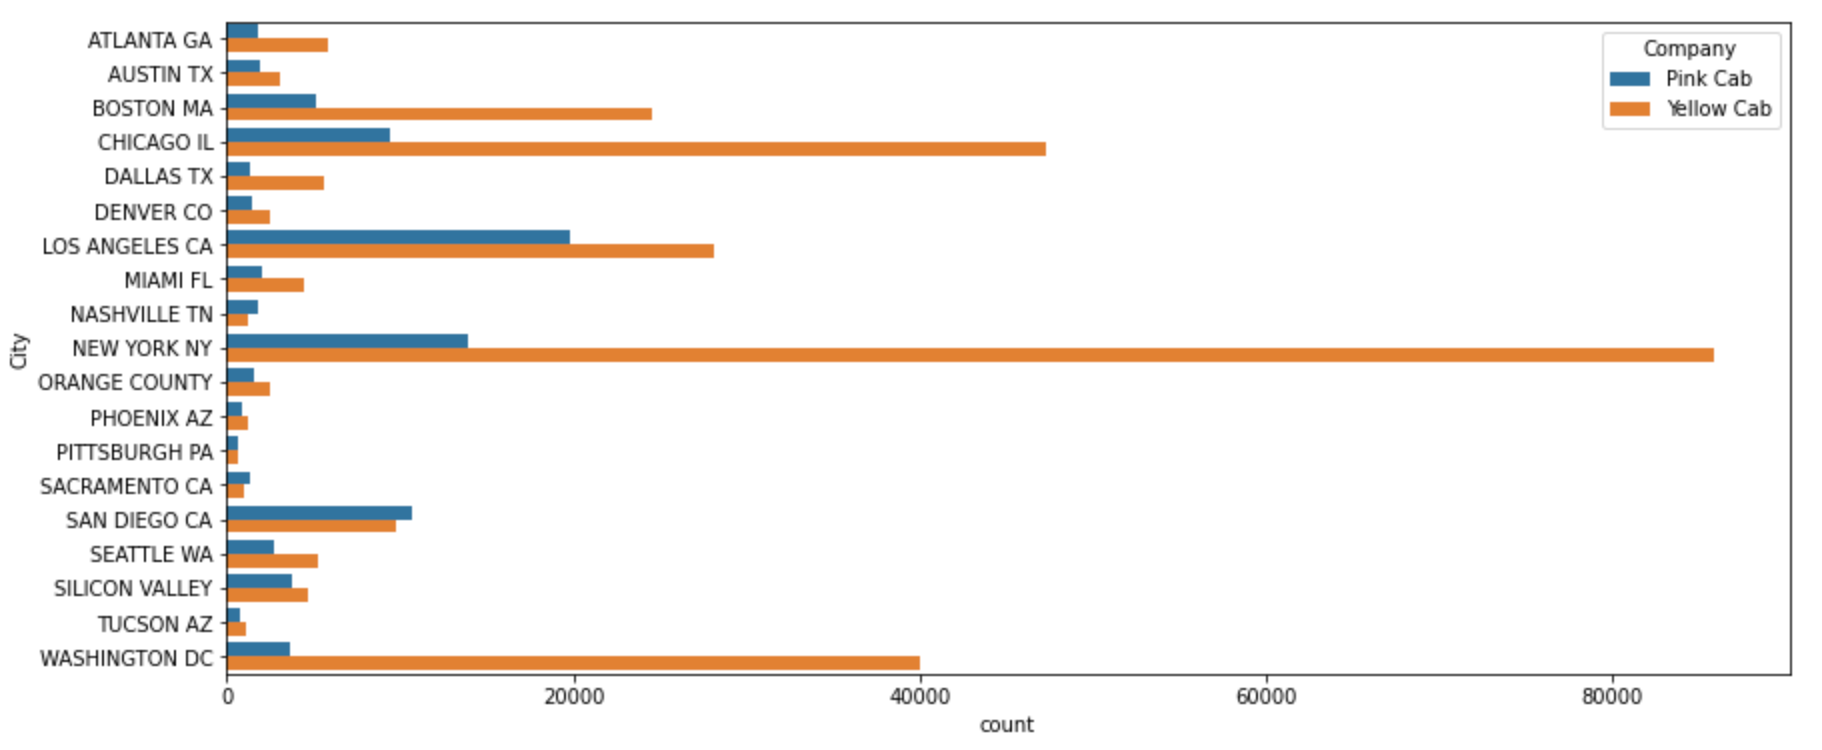 ATLANTA GA
AUSTIN TX
BOSTON MA
CHICAGO IL
DALLAS TX
DENVER CO
LOS ANGELES CA
MIAMI FL
NASHVILLE TN
NEW YORK NY
ORANGE COUNTY
PHOENIX AZ
PITTSBURGH PA
SACRAMENTO CA
SAN DIEGO CA
SEATTLE WA
SILICON VALLEY
TUCSON AZ
WASHINGTON DC
City
0 20000 40000 60000 80000
count
Company
Pink Cab
Yellow Cab